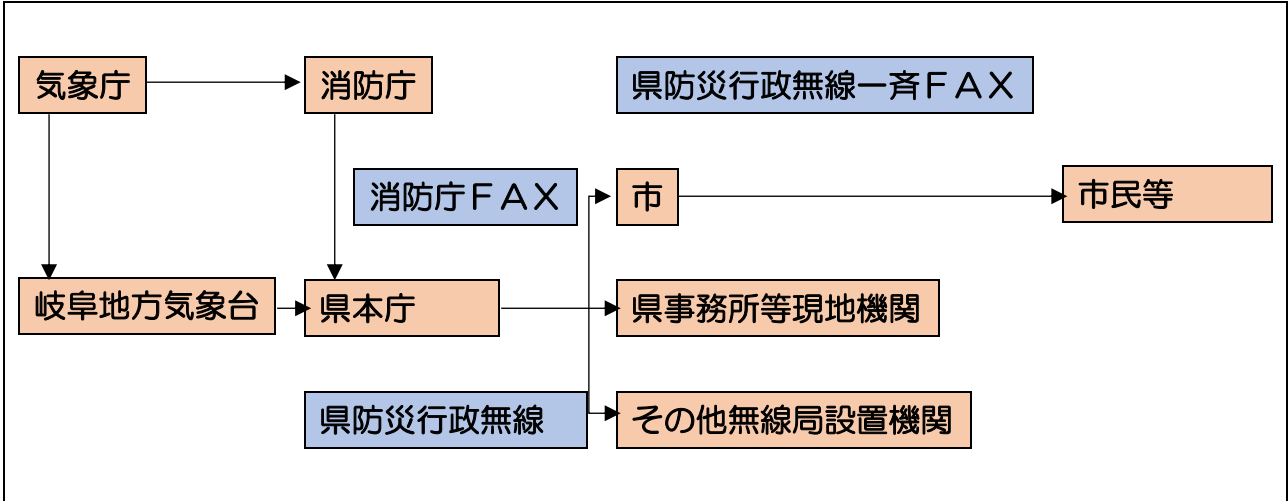 気象庁
消防庁
県防災行政無線一斉ＦＡＸ
消防庁ＦＡＸ
市
市民等
岐阜地方気象台
県本庁
県事務所等現地機関
県防災行政無線
その他無線局設置機関